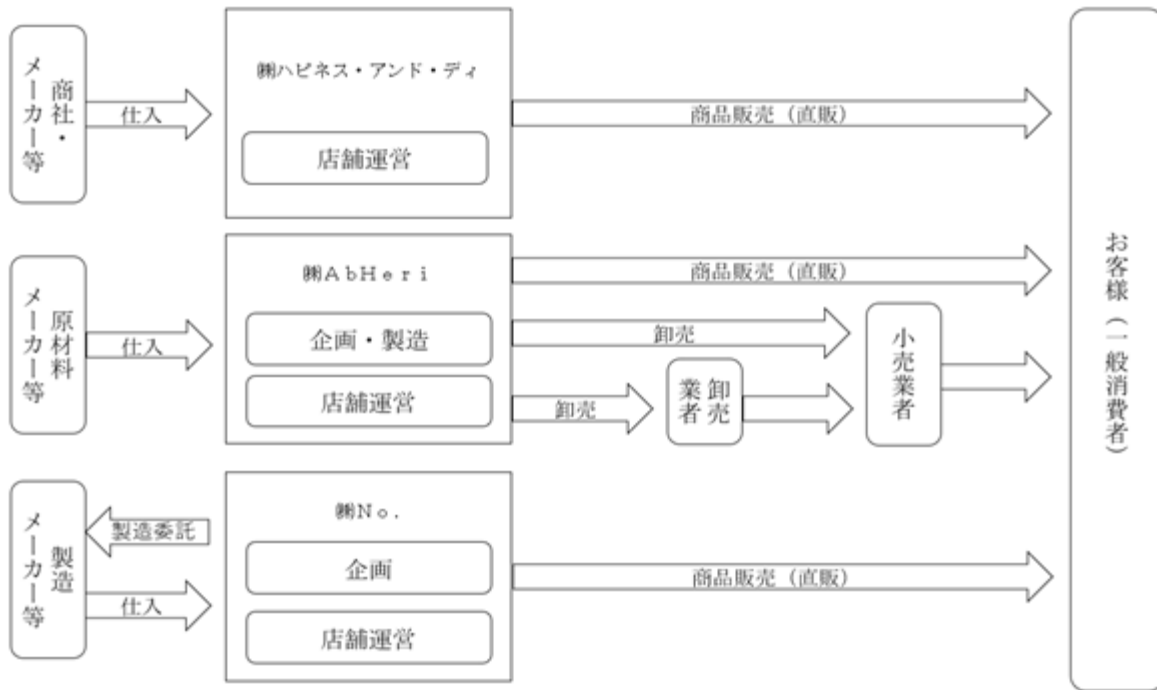 商社・
メーカー等
仕入
㈱ハピネス・アンド・ディ
店舗運営
商品販売（直販）
原材料
メーカー等
仕入
㈱ＡｂＨｅｒｉ
企画・製造
店舗運営
商品販売（直販）
卸売
卸売
卸売
業者
小売業者
製造
メーカー等
製造委託
仕入
㈱Ｎｏ．
企画
店舗運営
商品販売（直販）
お客様（一般消費者）